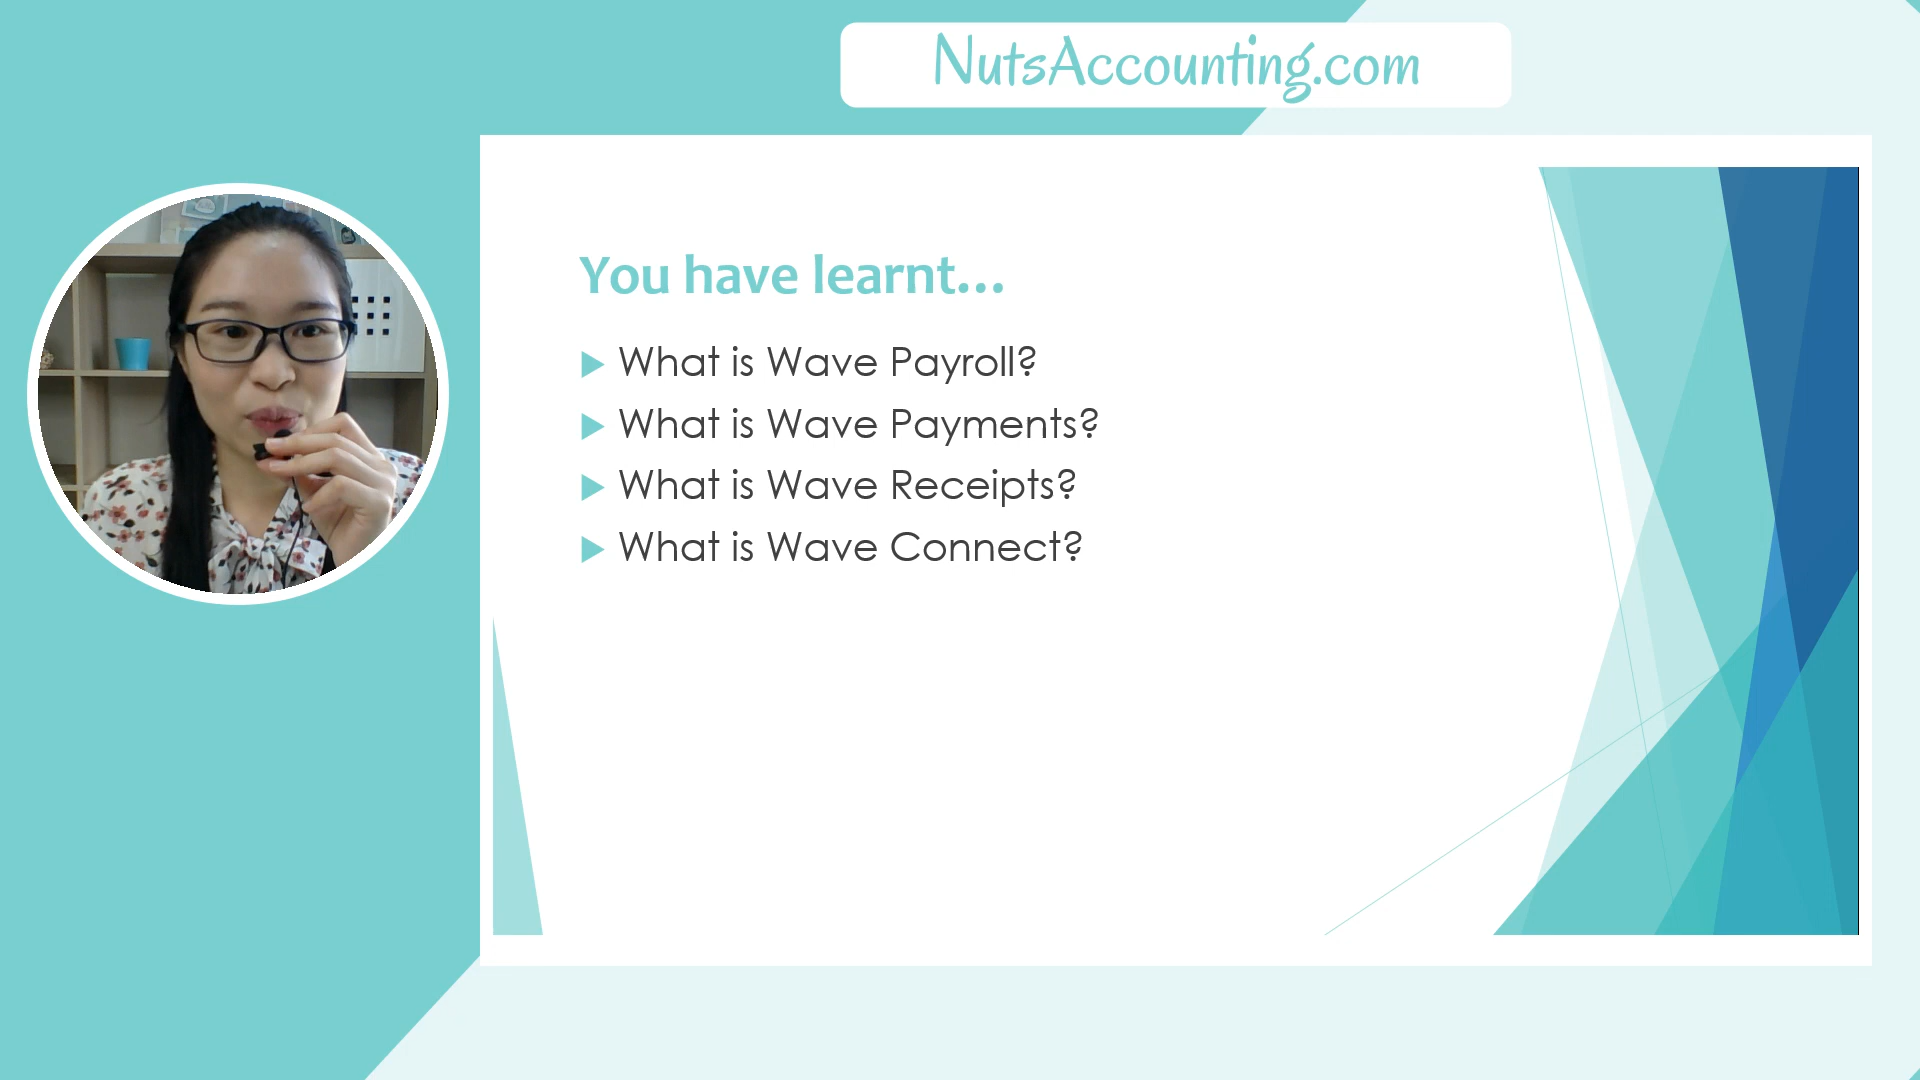 NutsAccounting.com
You have learnt...
What is Wave Payroll?
What is Wave Payments?
What is Wave Receipts?
What is Wave Connect?